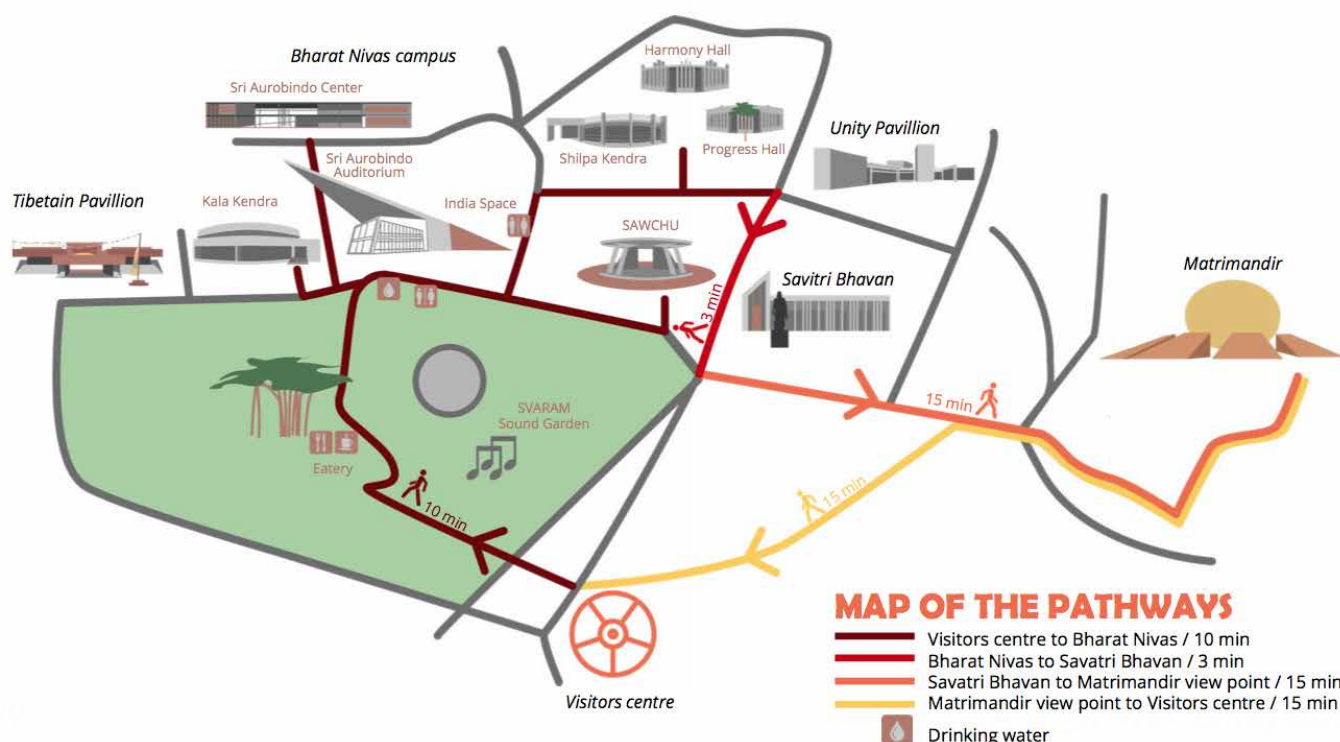 Bharat Nivas campus
Sri Aurobindo Center
Harmony Hall
Shilpa Kendra
Progress Hall
Unity Pavillion
Sri Aurobindo
Auditorium
Tibetain Pavillion
Kala Kendra
India Space
SAWCHU
Savitri Bhavan
Matrimandir
3 min
15 min
SVARAM
Sound Garden
Eatery
10 min
15 min
Visitors centre
MAP OF THE PATHWAYS
Visitors centre to Bharat Nivas / 10 min
Bharat Nivas to Savatri Bhavan / 3 min
Savatri Bhavan to Matrimandir view point / 15 min
Matrimandir view point to Visitors centre / 15 min
Drinking water